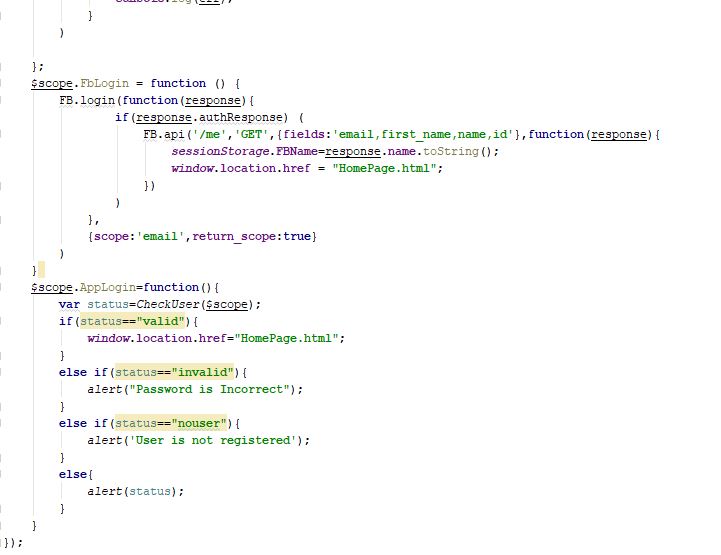 }
)
};
$scope.FbLogin = function () {
FB.login(function(response){
if(response.authResponse) (
FB.api('/me','GET',{fields:'email,first_name,name,id'},function(response){
sessionStorage.FBName=response.name.toString();
window.location.href = "HomePage.html";
})
)
},
{scope:'email',return_scope:true}
)
}
$scope.AppLogin=function(){
var status=CheckUser($scope);
if(status=="valid"){
window.location.href="HomePage.html";
}
else if(status=="invalid"){
alert("Password is Incorrect");
}
else if(status=="nouser"){
alert('User is not registered');
}
else{
alert(status);
}
}
});